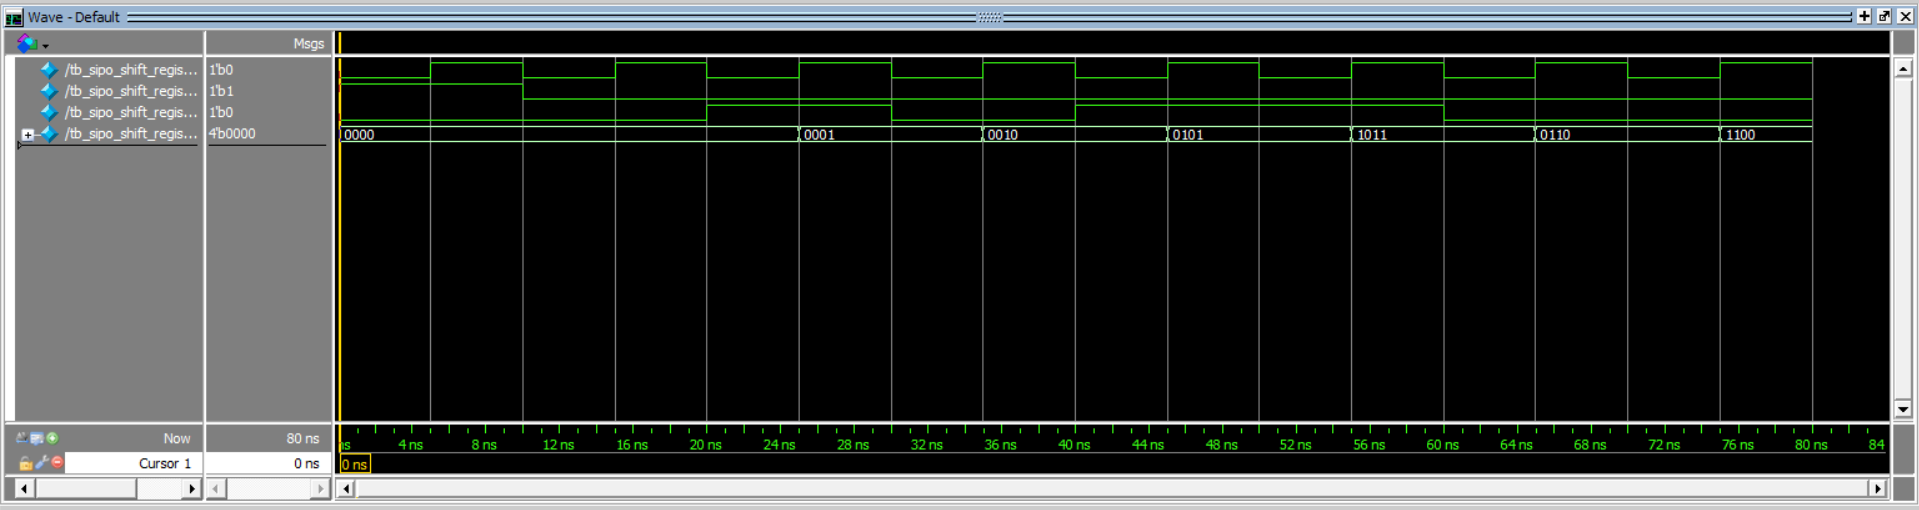 Wave - Default
Msgs
/tb_sipo_shift_regis... 1'b0
/tb_sipo_shift_regis... 1'b1
/tb_sipo_shift_regis... 1'b0
/tb_sipo_shift_regis... 4'b0000 0000 0001 0010 0101 1011 0110 1100
Now 80 ns ns 4 ns 8 ns 12 ns 16 ns 20 ns 24 ns 28 ns 32 ns 36 ns 40 ns 44 ns 48 ns 52 ns 56 ns 60 ns 64 ns 68 ns 72 ns 76 ns 80 ns 84
Cursor 1 0 ns 0 ns